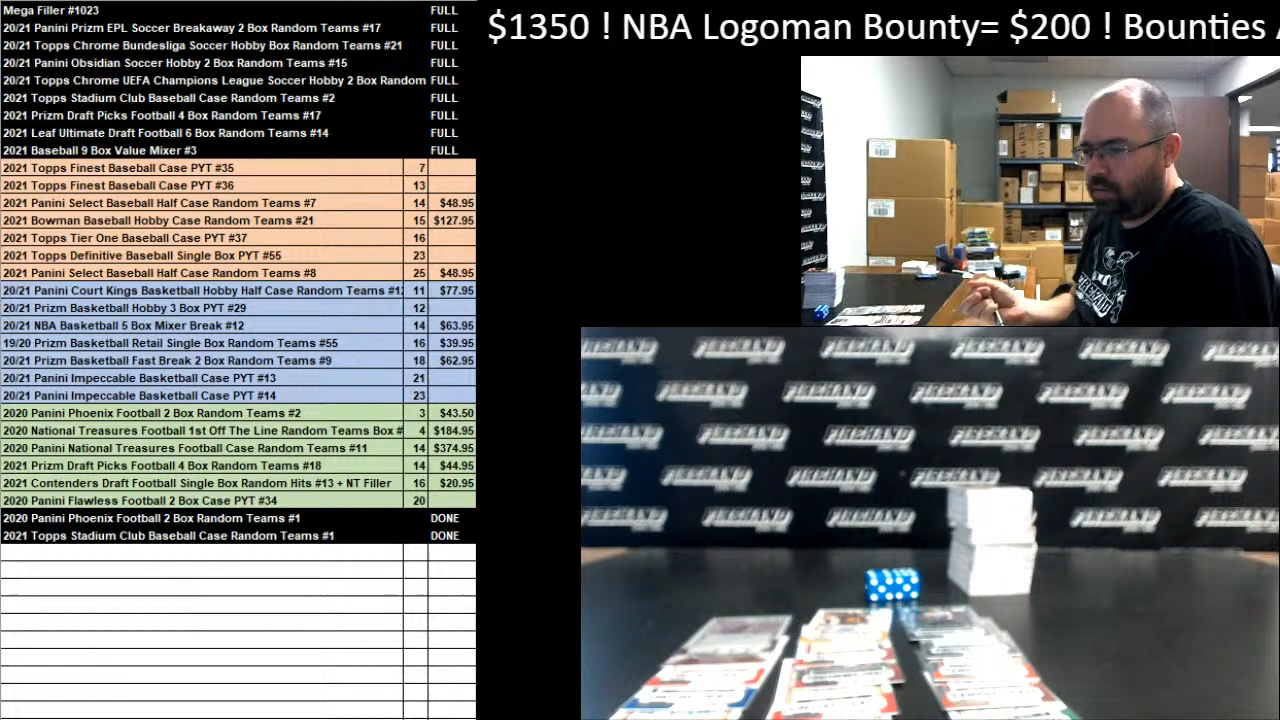 Mega Filler #1023 FULL
20/21 Panini Prizm EPL Soccer Breakaway 2 Box Random Teams #17 FULL
20/21 Topps Chrome Bundesliga Soccer Hobby Box Random Teams #21 FULL
20/21 Panini Obsidian Soccer Hobby 2 Box Random Teams #15 FULL
20/21 Topps Chrome UEFA Champions League Soccer Hobby 2 Box Random FULL
2021 Topps Stadium Club Baseball Case Random Teams #2 FULL
2021 Prizm Draft Picks Football 4 Box Random Teams #17 FULL
2021 Leaf Ultimate Draft Football 6 Box Random Teams #14 FULL
2021 Baseball 9 Box Value Mixer #3 FULL
2021 Topps Finest Baseball Case PYT #35 7
2021 Topps Finest Baseball Case PYT #36 13
2021 Panini Select Baseball Half Case Random Teams #7 14 $48.95
2021 Bowman Baseball Hobby Case Random Teams #21 15 $127.95
2021 Topps Tier One Baseball Case PYT #37 16
2021 Topps Definitive Baseball Single Box PYT #55 23
2021 Panini Select Baseball Half Case Random Teams #8 25 $48.95
20/21 Panini Court Kings Basketball Hobby Half Case Random Teams #1 11 $77.95
20/21 Prizm Basketball Hobby 3 Box PYT #29 12
20/21 NBA Basketball 5 Box Mixer Break #12 14 $63.95
19/20 Prizm Basketball Retail Single Box Random Teams #55 16 $39.95
20/21 Prizm Basketball Fast Break 2 Box Random Teams #9 18 $62.95
20/21 Panini Impeccable Basketball Case PYT #13 21
20/21 Panini Impeccable Basketball Case PYT #14 23
2020 Panini Phoenix Football 2 Box Random Teams #2 3 $43.50
2020 National Treasures Football 1st Off The Line Random Teams Box # 4 $184.95
2020 Panini National Treasures Football Case Random Teams #11 14 $374.95
2021 Prizm Draft Picks Football 4 Box Random Teams #18 14 $44.95
2021 Contenders Draft Football Single Box Random Hits #13 + NT Filler 16 $20.95
2020 Panini Flawless Football 2 Box Case PYT #34 20
2020 Panini Phoenix Football 2 Box Random Teams #1 DONE
2021 Topps Stadium Club Baseball Case Random Teams #1 DONE
$1350 ! NBA Logoman Bounty= $200 ! Bounties